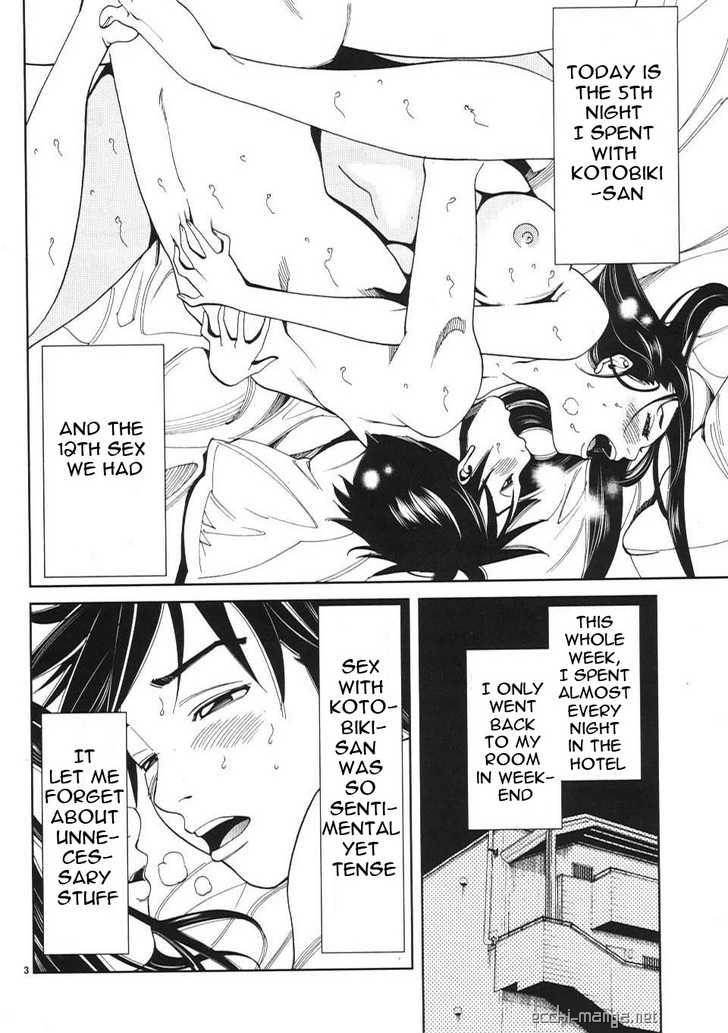 TODAY IS
THE 5TH
NIGHT
I SPENT
WITH
KOTOBIKI
-SAN
AND THE
12TH SEX
WE HAD
THIS
WHOLE
WEEK,
I SPENT
ALMOST
EVERY
NIGHT
IN THE
HOTEL
I ONLY
WENT
BACK
TO MY
ROOM
IN WEEK-
END
SEX
WITH
KOTO-
BIKI-
SAN
WAS
SO
SENTI-
MENTAL
YET
TENSE
IT
LET ME
FORGET
ABOUT
UNNE-
CES-
SARY
STUFF
3
ecchi-manga.net